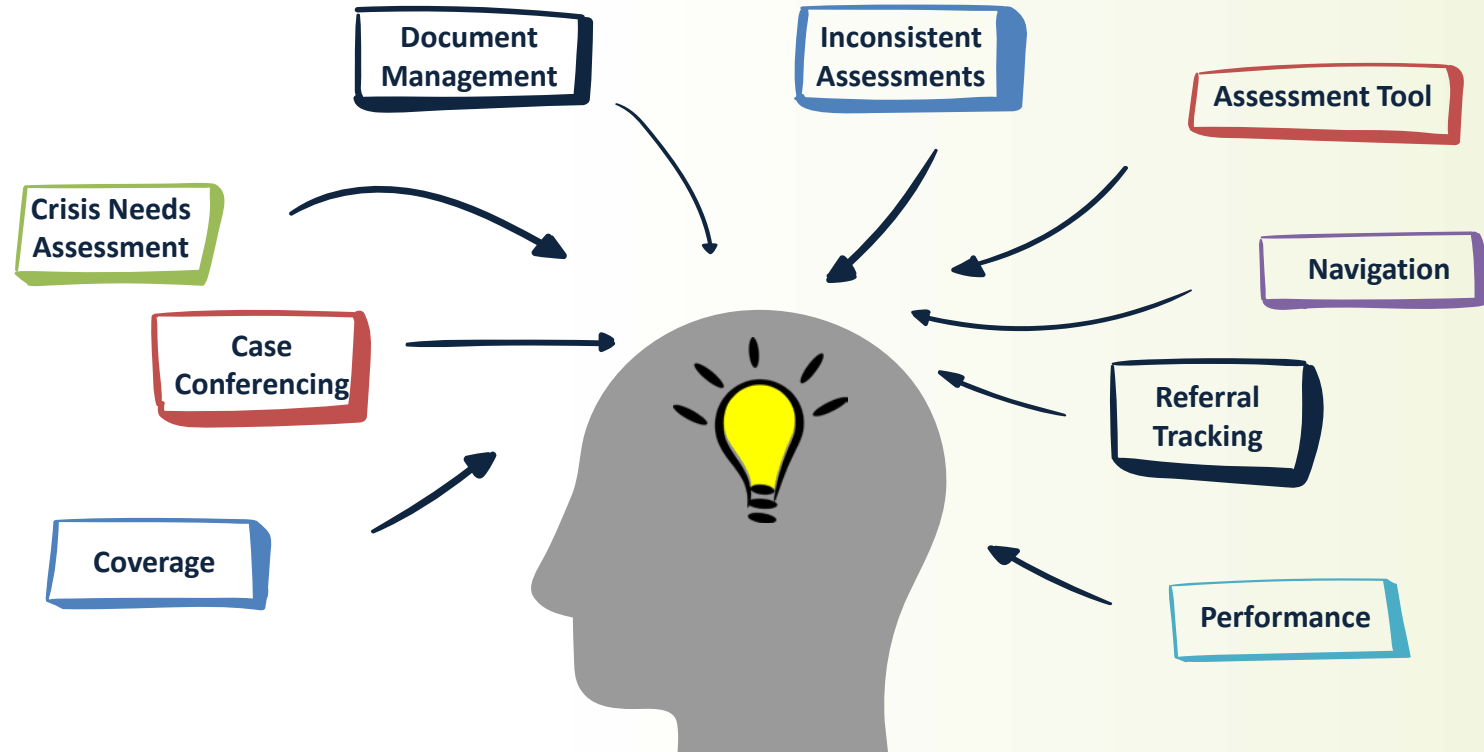 Document
Management
Inconsistent
Assessments
Assessment Tool
Crisis Needs
Assessment
Navigation
Case
Conferencing
Referral
Tracking
Coverage
Performance